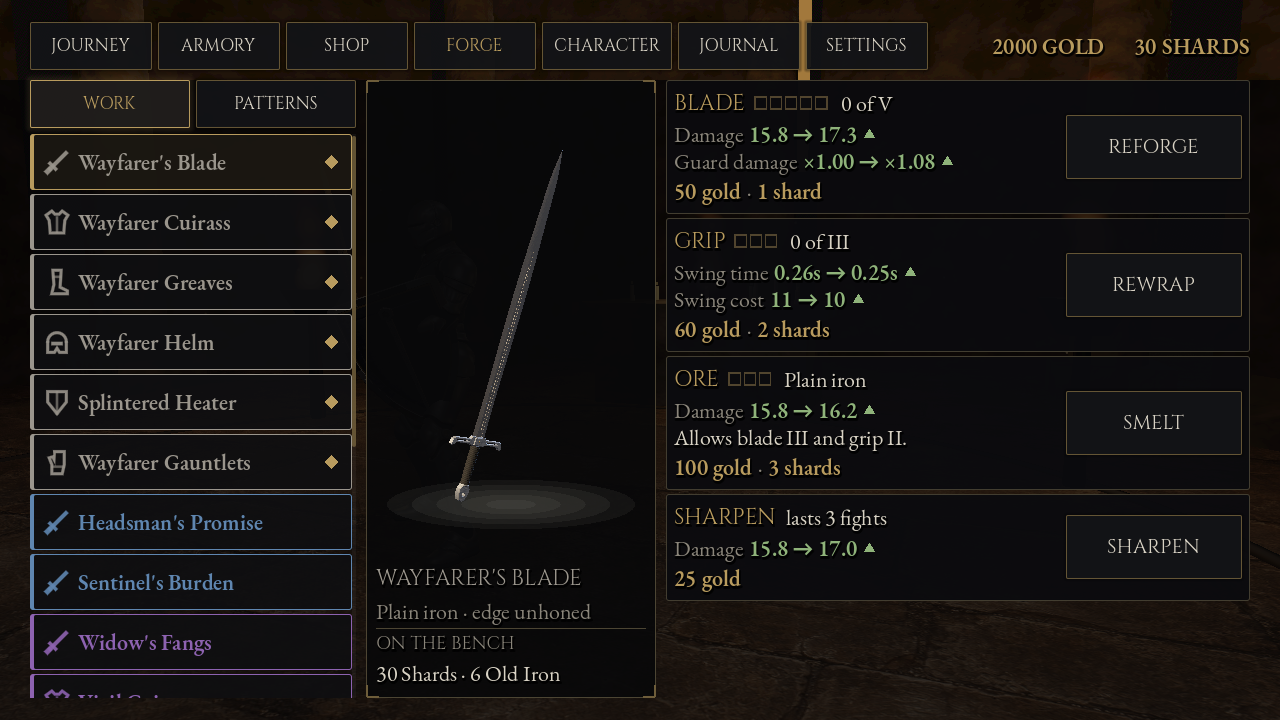 JOURNEY
ARMORY
SHOP
FORGE
CHARACTER
JOURNAL
SETTINGS
2000 GOLD
30 SHARDS
WORK
PATTERNS
Wayfarer's Blade
Wayfarer Cuirass
Wayfarer Greaves
Wayfarer Helm
Splintered Heater
Wayfarer Gauntlets
Headsman's Promise
Sentinel's Burden
Widow's Fangs
WAYFARER'S BLADE
Plain iron · edge unhoned
ON THE BENCH
30 Shards · 6 Old Iron
BLADE 0 of V
Damage 15.8 → 17.3
Guard damage ×1.00 → ×1.08
50 gold · 1 shard
REFORGE
GRIP 0 of III
Swing time 0.26s → 0.25s
Swing cost 11 → 10
60 gold · 2 shards
REWRAP
ORE Plain iron
Damage 15.8 → 16.2
Allows blade III and grip II.
100 gold · 3 shards
SMELT
SHARPEN lasts 3 fights
Damage 15.8 → 17.0
25 gold
SHARPEN